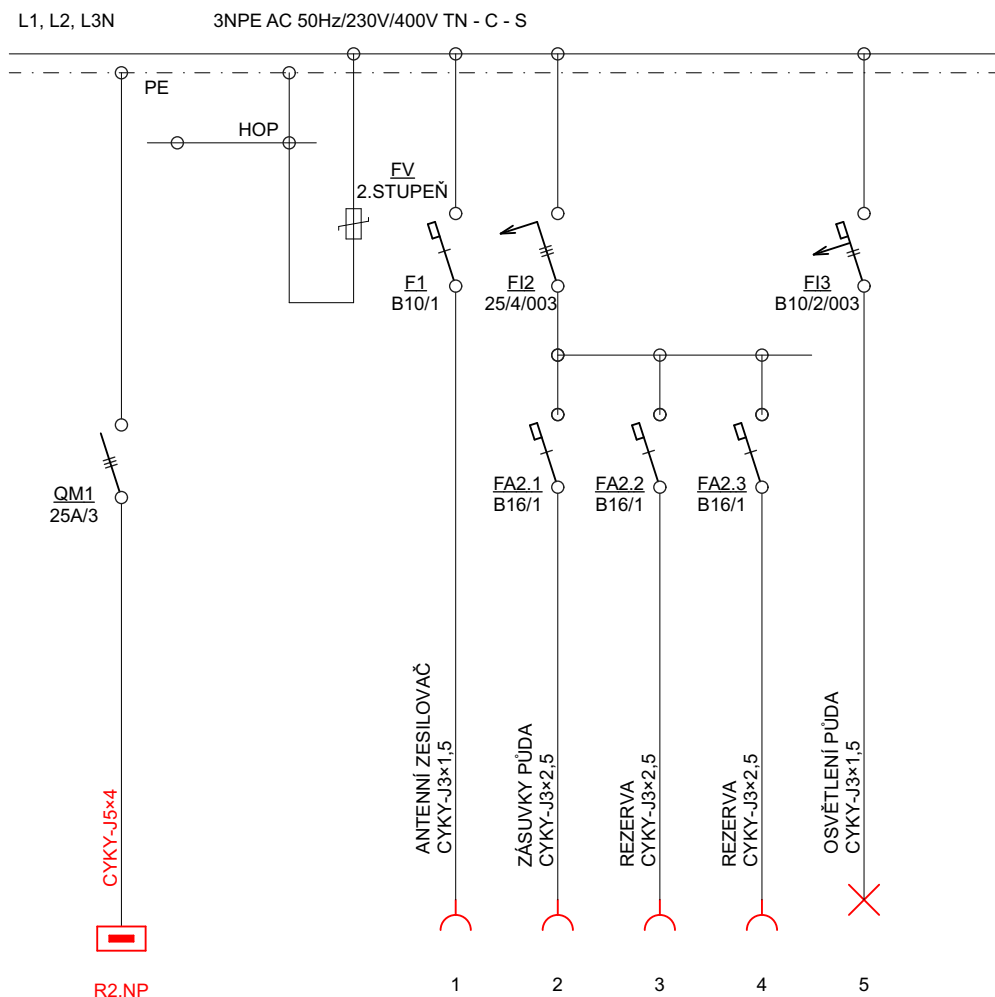 L1, L2, L3N
3NPE AC 50Hz/230V/400V TN - C - S
PE
HOP
FV
2.STUPEŇ
F1
B10/1
FI2
25/4/003
FI3
B10/2/003
QM1
25A/3
FA2.1
B16/1
FA2.2
B16/1
FA2.3
B16/1
CYKY-J5×4
ANTENNÍ ZESILOVAČ
CYKY-J3×1,5
ZÁSUVKY PŮDA
CYKY-J3×2,5
REZERVA
CYKY-J3×2,5
REZERVA
CYKY-J3×2,5
OSVĚTLENÍ PŮDA
CYKY-J3×1,5
R2.NP
1
2
3
4
5